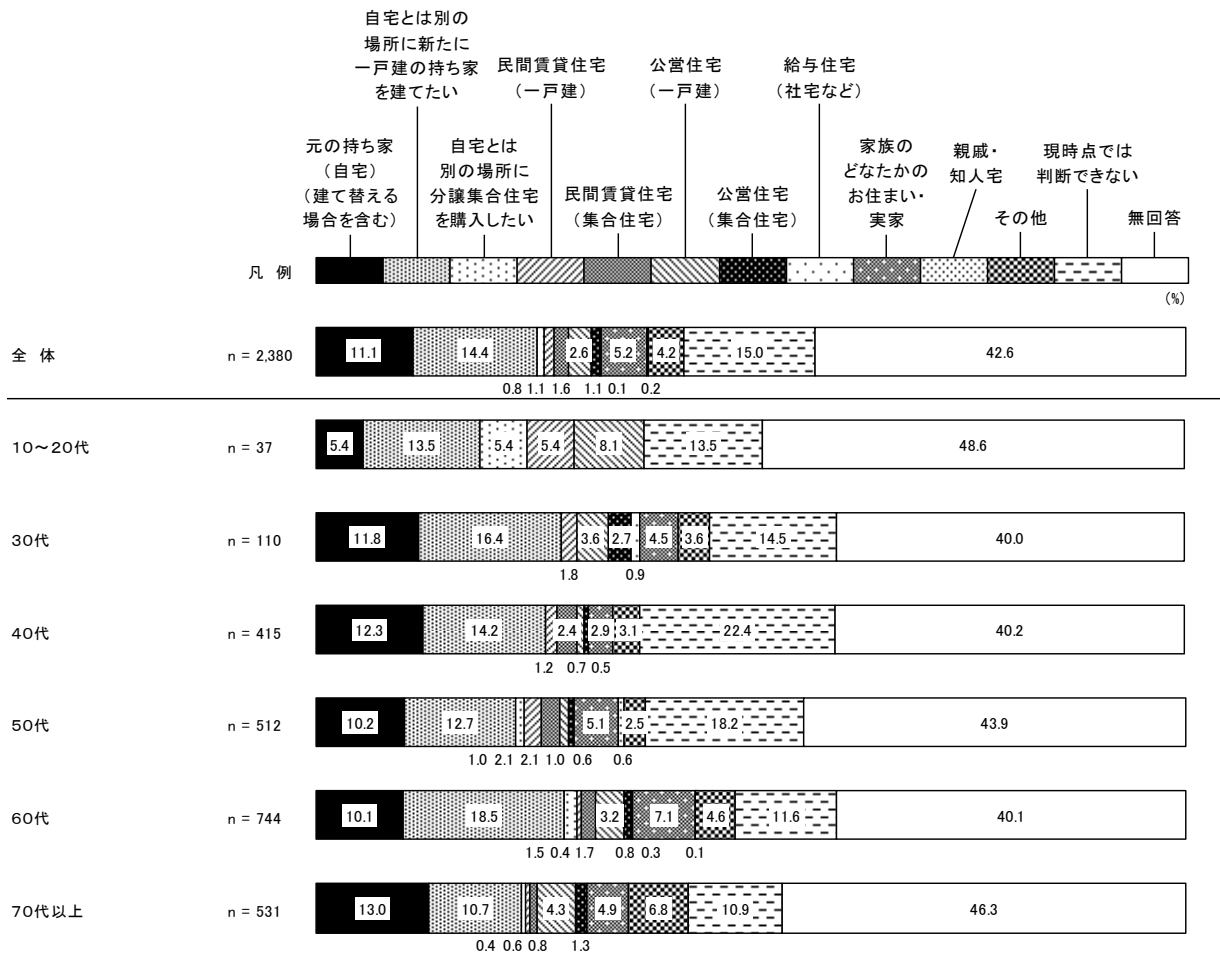 自宅とは別の
場所に新たに
一戸建の持ち家
を建てたい
民間賃貸住宅
（一戸建）
公営住宅
（一戸建）
給与住宅
（社宅など）
元の持ち家
（自宅）
（建て替える
場合を含む）
自宅とは
別の場所に
分譲集合住宅
を購入したい
民間賃貸住宅
（集合住宅）
公営住宅
（集合住宅）
家族の
どなたかの
お住まい・
実家
親戚・
知人宅
その他
現時点では
判断できない
無回答
凡 例
(%)
全 体 n = 2,380 11.1 14.4 2.6 5.2 4.2 15.0 42.6
0.8 1.1 1.6 1.1 0.1 0.2
10～20代 n = 37 5.4 13.5 5.4 5.4 8.1 13.5 48.6
30代 n = 110 11.8 16.4 3.6 2.7 4.5 3.6 14.5 40.0
1.8 0.9
40代 n = 415 12.3 14.2 2.4 2.9 3.1 22.4 40.2
1.2 0.7 0.5
50代 n = 512 10.2 12.7 5.1 2.5 18.2 43.9
1.0 2.1 2.1 1.0 0.6 0.6
60代 n = 744 10.1 18.5 3.2 7.1 4.6 11.6 40.1
1.5 0.4 1.7 0.8 0.3 0.1
70代以上 n = 531 13.0 10.7 4.3 4.9 6.8 10.9 46.3
0.4 0.6 0.8 1.3